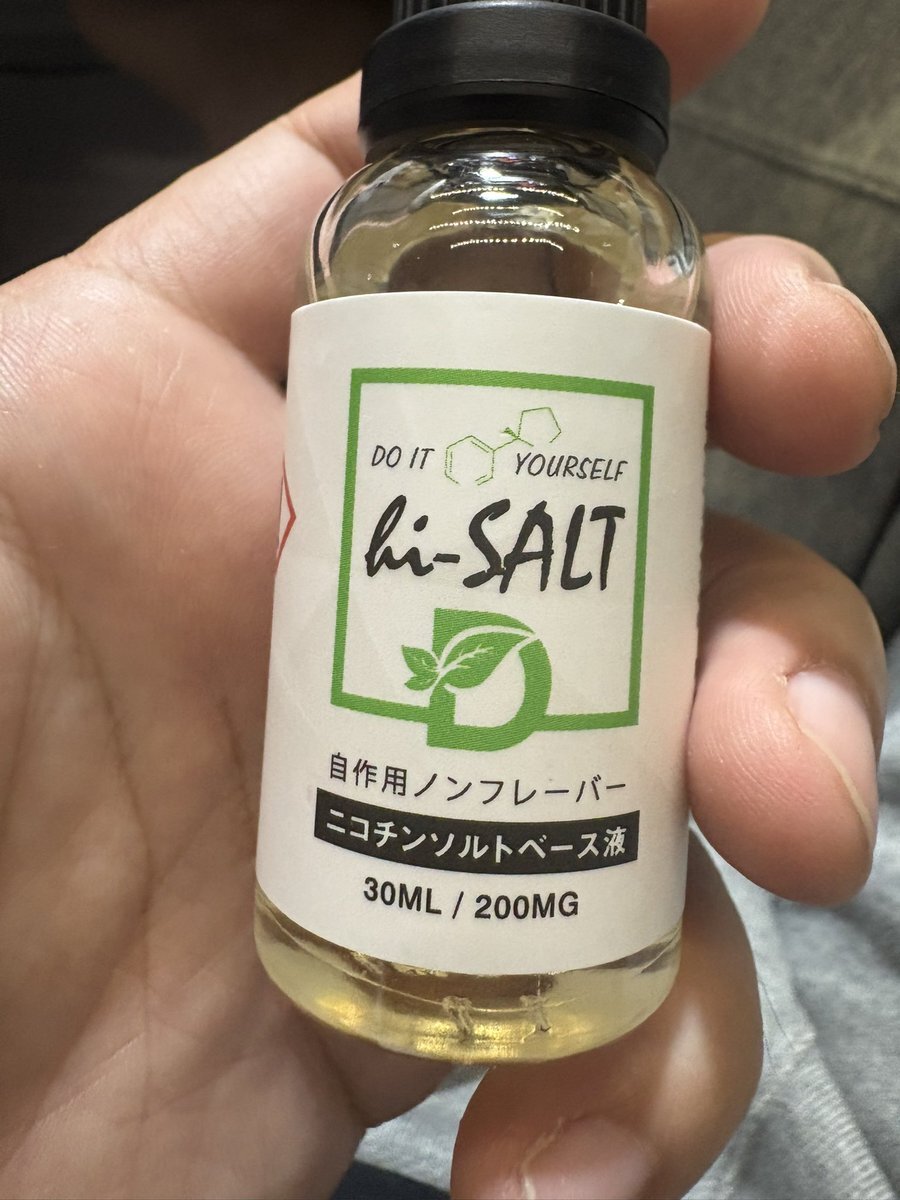 DO IT YOURSELF
hi-SALT
D
自作用ノンフレーバー
ニコチンソルトベース液
30ML / 200MG